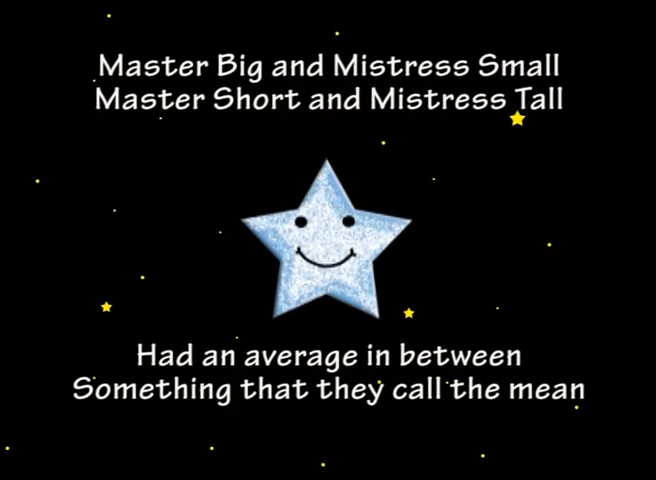 Master Big and Mistress Small
Master Short and Mistress Tall
Had an average in between
Something that they call the mean